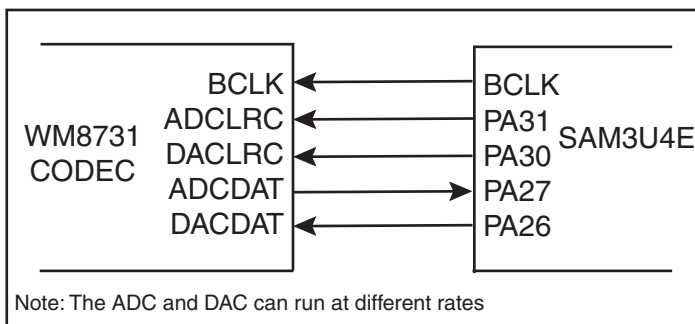 WM8731
CODEC
BCLK
ADCLRC
DACLRC
ADCDAT
DACDAT
BCLK
PA31
PA30
PA27
PA26
SAM3U4E
Note: The ADC and DAC can run at different rates